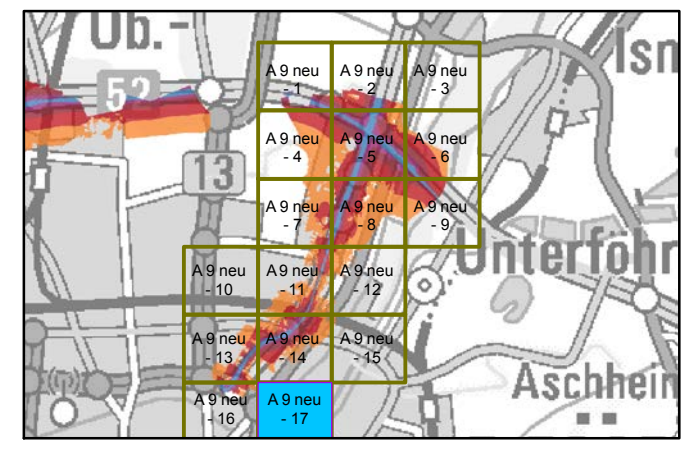 Ob.-
Isn
52
A 9 neu
- 1
A 9 neu
- 2
A 9 neu
- 3
A 9 neu
- 4
A 9 neu
- 5
A 9 neu
- 6
13
A 9 neu
- 7
A 9 neu
- 8
A 9 neu
- 9
Unterföhr
A 9 neu
- 10
A 9 neu
- 11
A 9 neu
- 12
A 9 neu
- 13
A 9 neu
- 14
A 9 neu
- 15
Aschhein
A 9 neu
- 16
A 9 neu
- 17